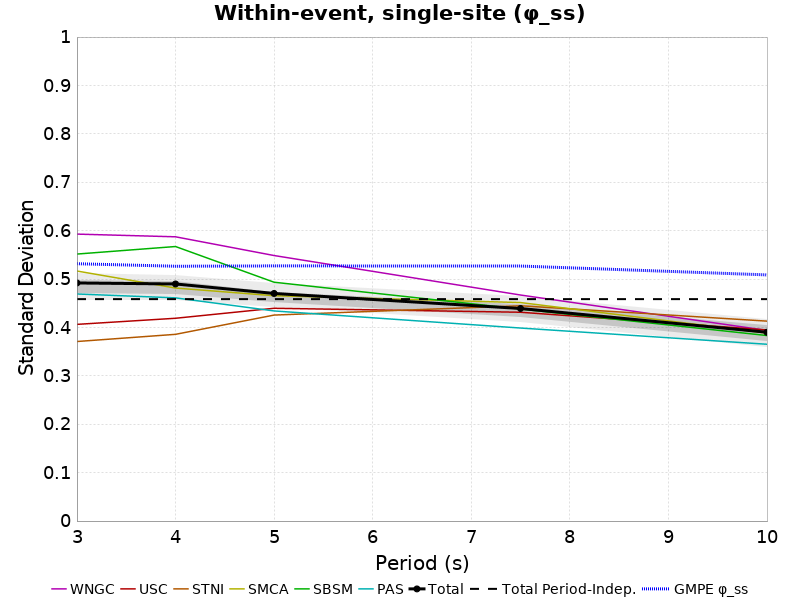 Within-event, single-site (φ_ss)
1
0.9
0.8
0.7
0.6
0.5
0.4
0.3
0.2
0.1
0
Standard Deviation
3 4 5 6 7 8 9 10
Period (s)
WNGC USC STNI SMCA SBSM PAS Total Total Period-Indep. GMPE φ_ss